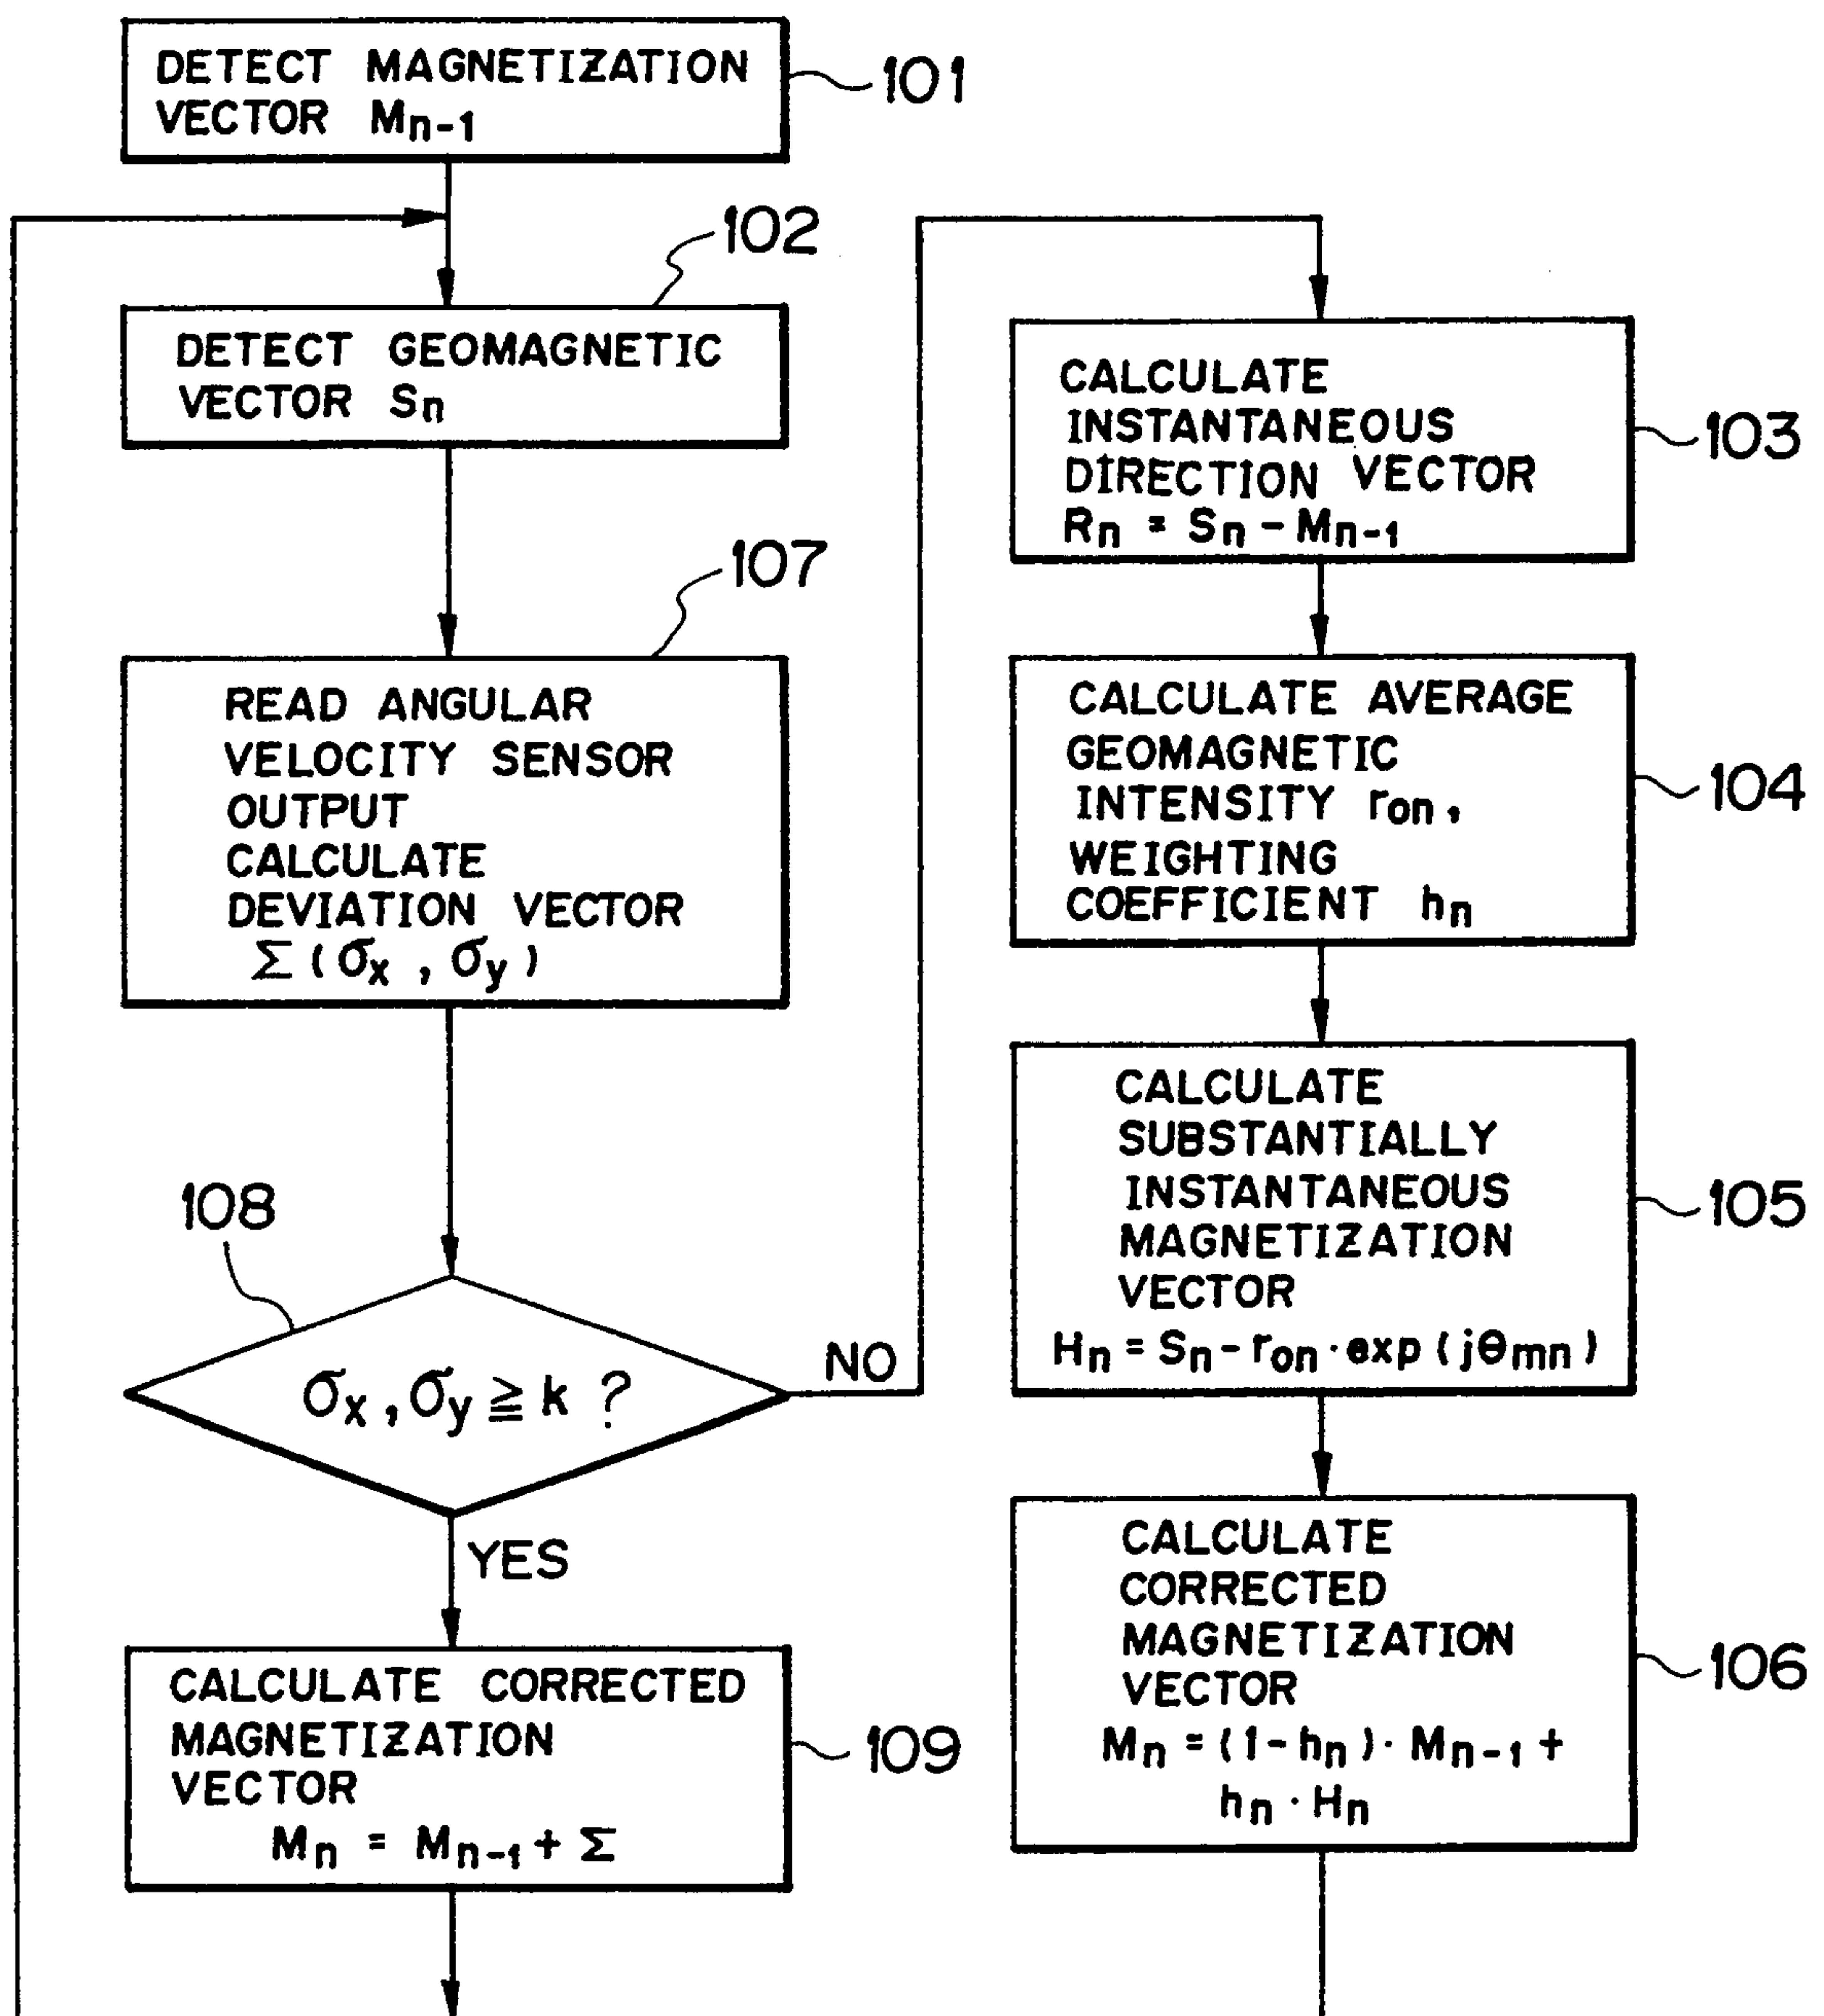 DETECT MAGNETIZATION
VECTOR Mn-1
101
102
DETECT GEOMAGNETIC
VECTOR Sn
107
READ ANGULAR
VELOCITY SENSOR
OUTPUT
CALCULATE
DEVIATION VECTOR
Σ (σx , σy)
108
σx , σy ≧ k ?
NO
YES
CALCULATE CORRECTED
MAGNETIZATION
VECTOR
Mn = Mn-1 + Σ
109
CALCULATE
INSTANTANEOUS
DIRECTION VECTOR
Rn = Sn - Mn-1
103
CALCULATE AVERAGE
GEOMAGNETIC
INTENSITY ron,
WEIGHTING
COEFFICIENT hn
104
CALCULATE
SUBSTANTIALLY
INSTANTANEOUS
MAGNETIZATION
VECTOR
Hn = Sn - ron · exp (jθmn)
105
CALCULATE
CORRECTED
MAGNETIZATION
VECTOR
Mn = (1 - hn) · Mn-1 +
hn · Hn
106